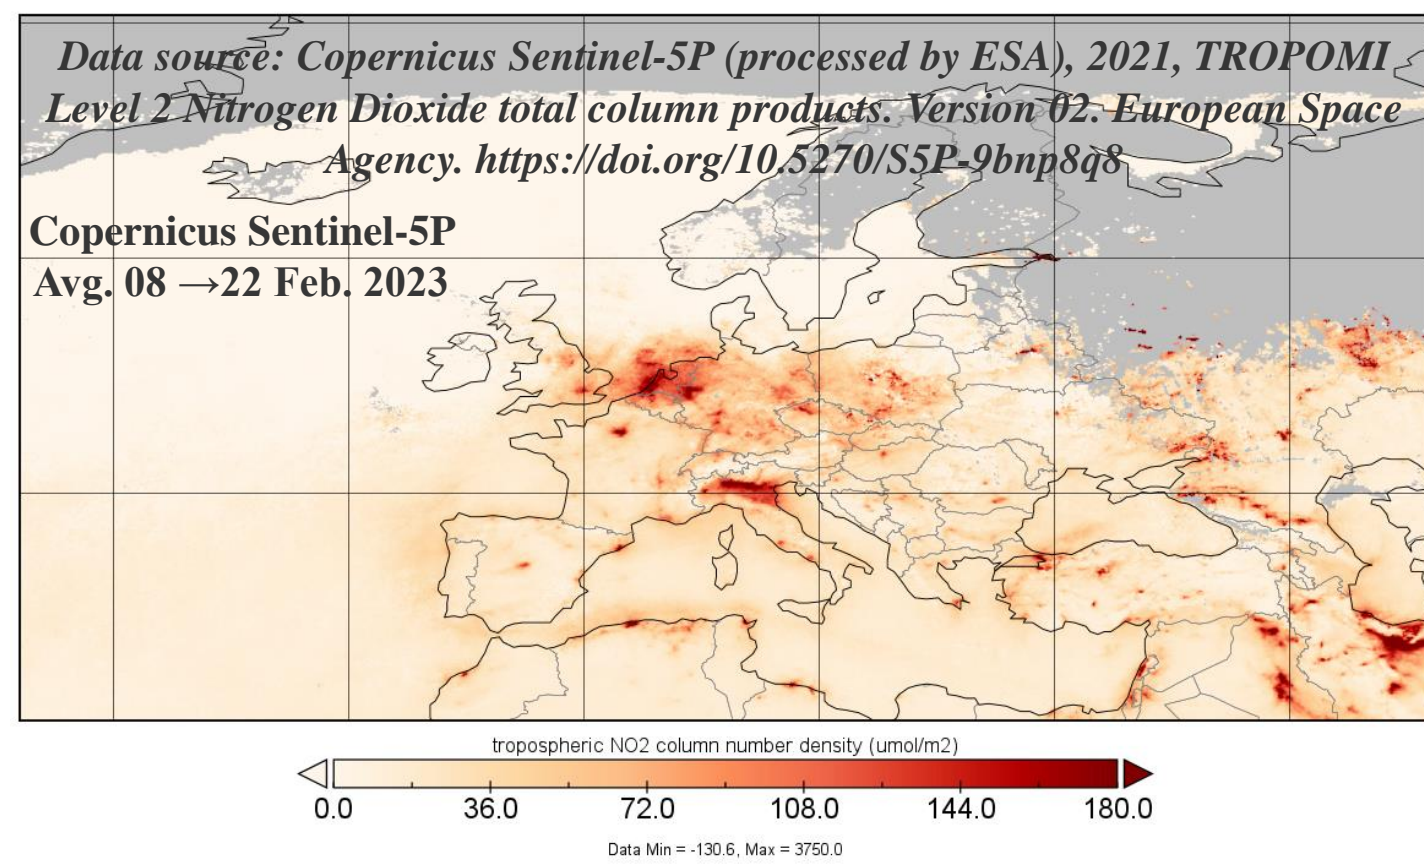 Data source: Copernicus Sentinel-5P (processed by ESA), 2021, TROPOMI
Level 2 Nitrogen Dioxide total column products. Version 02. European Space
Agency. https://doi.org/10.5270/S5P-9bnp8q8
Copernicus Sentinel-5P
Avg. 08 →22 Feb. 2023
tropospheric NO2 column number density (umol/m2)
0.0 36.0 72.0 108.0 144.0 180.0
Data Min = -130.6, Max = 3750.0